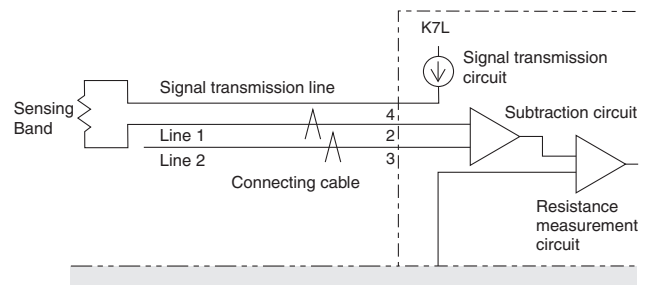 K7L
Signal transmission
circuit
Signal transmission line
Sensing
Band
4
Subtraction circuit
Line 1
2
Line 2
3
Connecting cable
Resistance
measurement
circuit